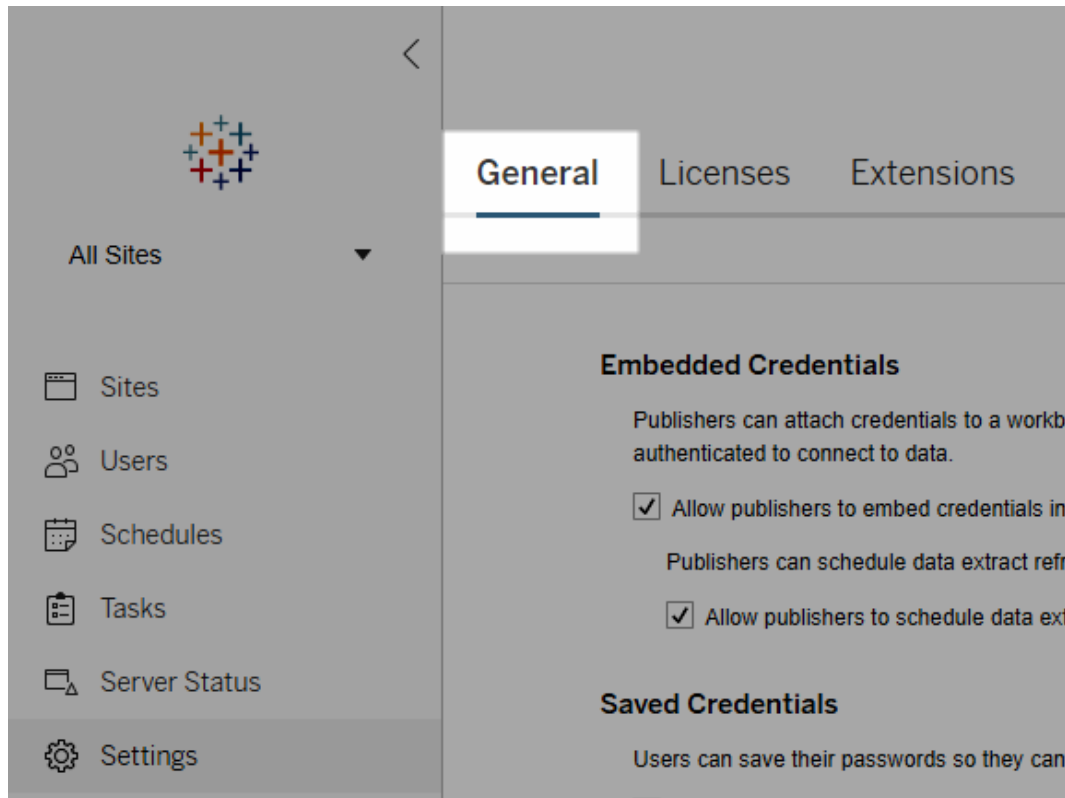 General Licenses Extensions
All Sites
Sites
Users
Schedules
Tasks
Server Status
Settings
Embedded Credentials
Publishers can attach credentials to a workb
authenticated to connect to data.
Allow publishers to embed credentials in
Publishers can schedule data extract refr
Allow publishers to schedule data ext
Saved Credentials
Users can save their passwords so they can